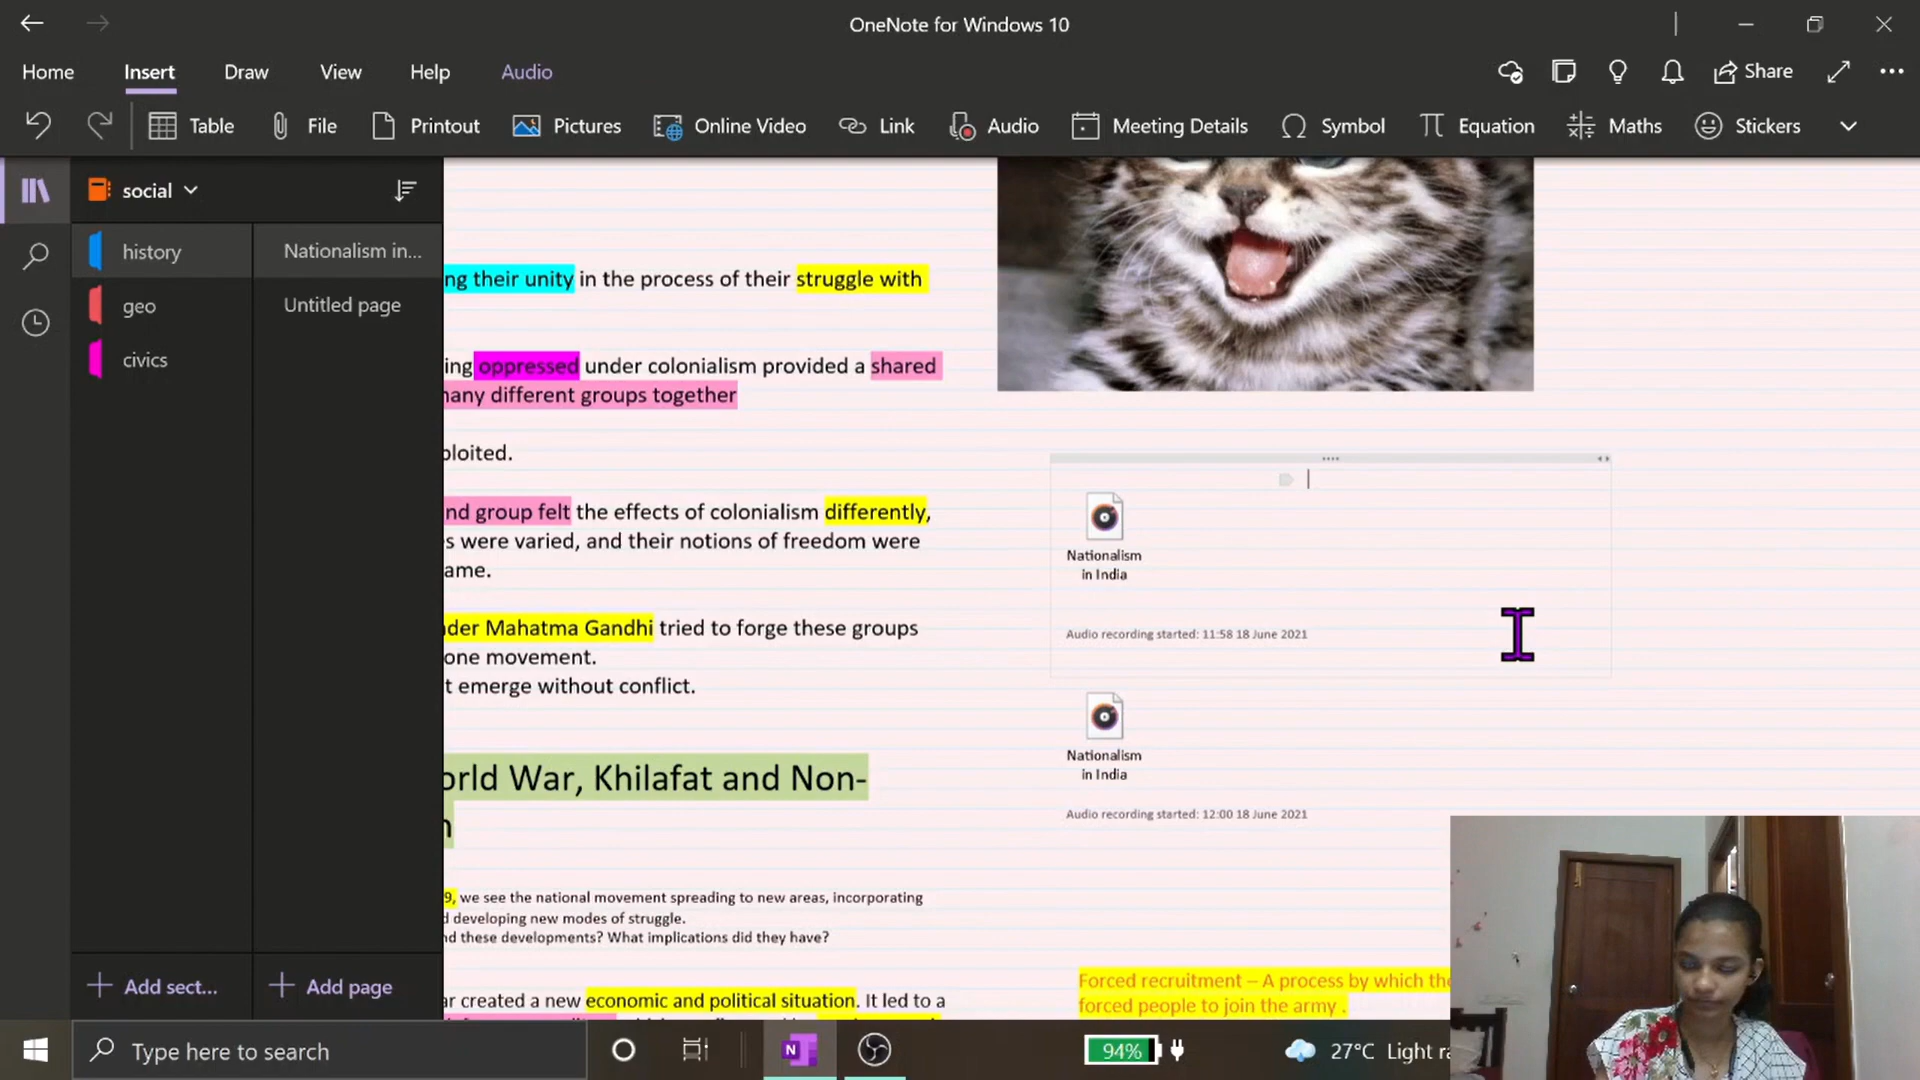 OneNote for Windows 10
Home Insert Draw View Help Audio
Share
Table File Printout Pictures Online Video Link Audio Meeting Details Symbol Equation Maths Stickers
social
history
geo
civics
Nationalism in...
Untitled page
ng their unity in the process of their struggle with
ing oppressed under colonialism provided a shared
many different groups together
ploited.
nd group felt the effects of colonialism differently,
s were varied, and their notions of freedom were
ame.
nder Mahatma Gandhi tried to forge these groups
one movement.
t emerge without conflict.
orld War, Khilafat and Non-
n
9, we see the national movement spreading to new areas, incorporating
d developing new modes of struggle.
nd these developments? What implications did they have?
ar created a new economic and political situation. It led to a
Nationalism
in India
Audio recording started: 11:58 18 June 2021
Nationalism
in India
Audio recording started: 12:00 18 June 2021
Forced recruitment – A process by which the
forced people to join the army .
Add sect...
Add page
Type here to search
N
94%
27°C Light ra